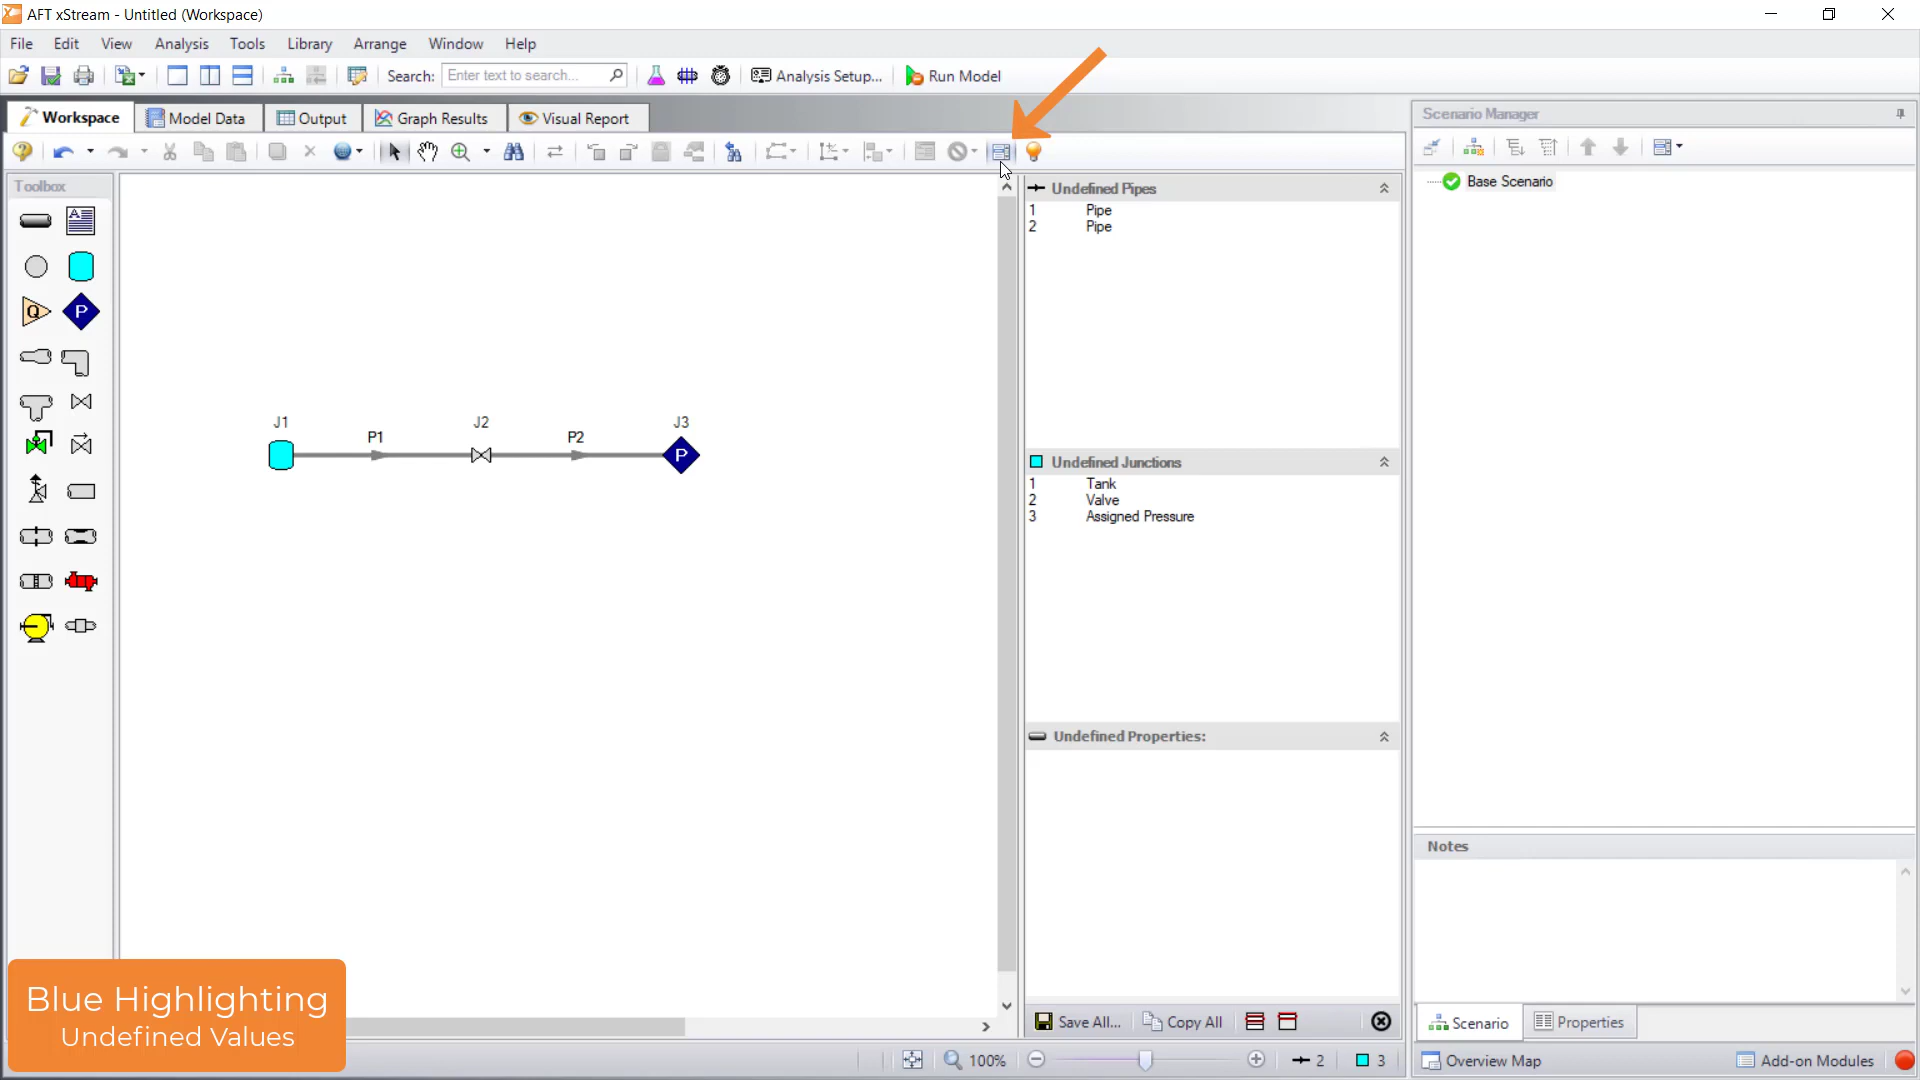 AFT xStream - Untitled (Workspace)
File Edit View Analysis Tools Library Arrange Window Help
Search: Enter text to search... Analysis Setup... Run Model
Workspace Model Data Output Graph Results Visual Report
Scenario Manager
Toolbox
Undefined Pipes
1 Pipe
2 Pipe
Base Scenario
A
Q
P
J1 J2 J3
P1 P2
P
Undefined Junctions
1 Tank
2 Valve
3 Assigned Pressure
Undefined Properties:
Notes
Blue Highlighting
Undefined Values
Save All... Copy All
Scenario Properties
100% 2 3
Overview Map Add-on Modules